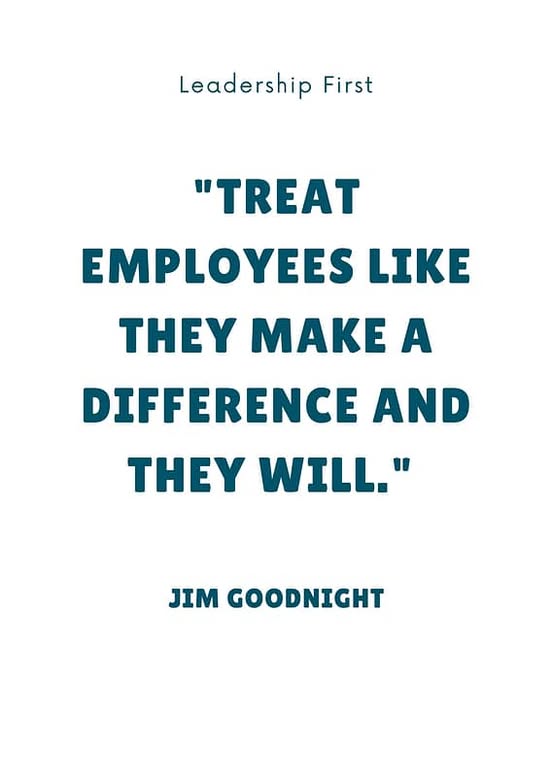 Leadership First
"TREAT
EMPLOYEES LIKE
THEY MAKE A
DIFFERENCE AND
THEY WILL."
JIM GOODNIGHT